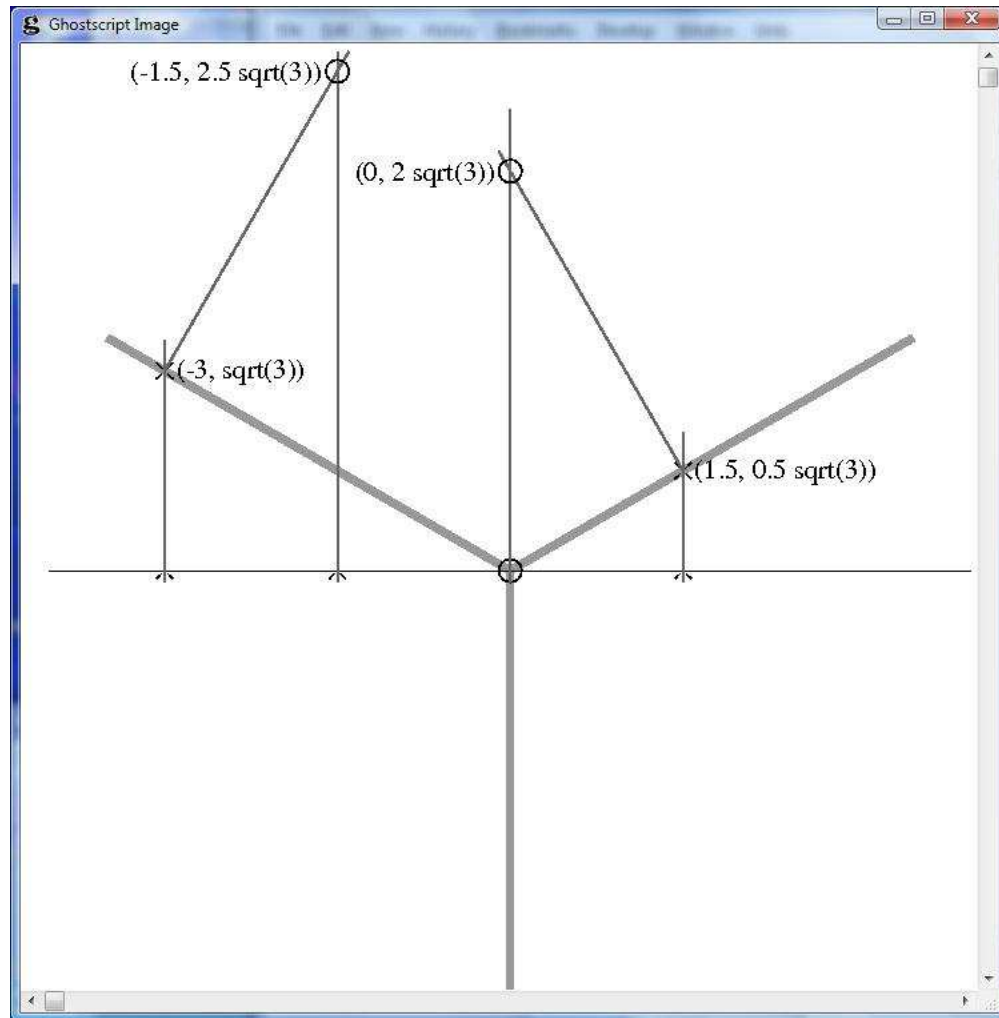 Ghostscript Image
(-1.5, 2.5 sqrt(3))
(0, 2 sqrt(3))
(-3, sqrt(3))
(1.5, 0.5 sqrt(3))